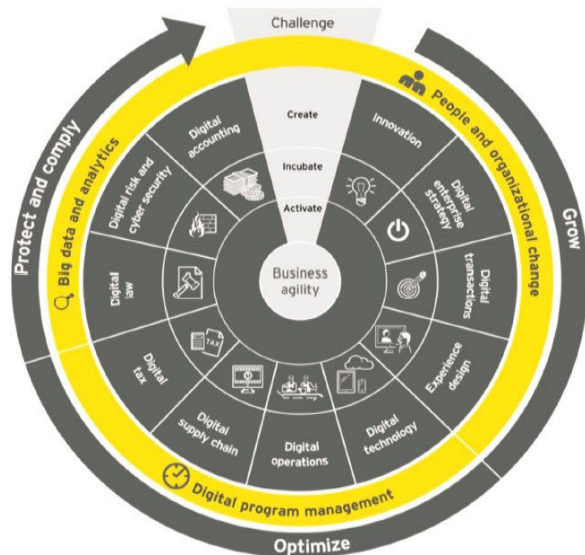 Challenge
Create
Incubate
Activate
Business
agility
Innovation
Digital
enterprise
strategy
Digital
transactions
Experience
design
Digital
technology
Digital
operations
Digital
supply chain
Digital
tax
Digital
law
Digital risk and
cyber security
Digital
accounting
TAX
People and organizational change
Digital program management
Big data and analytics
Grow
Optimize
Protect and comply